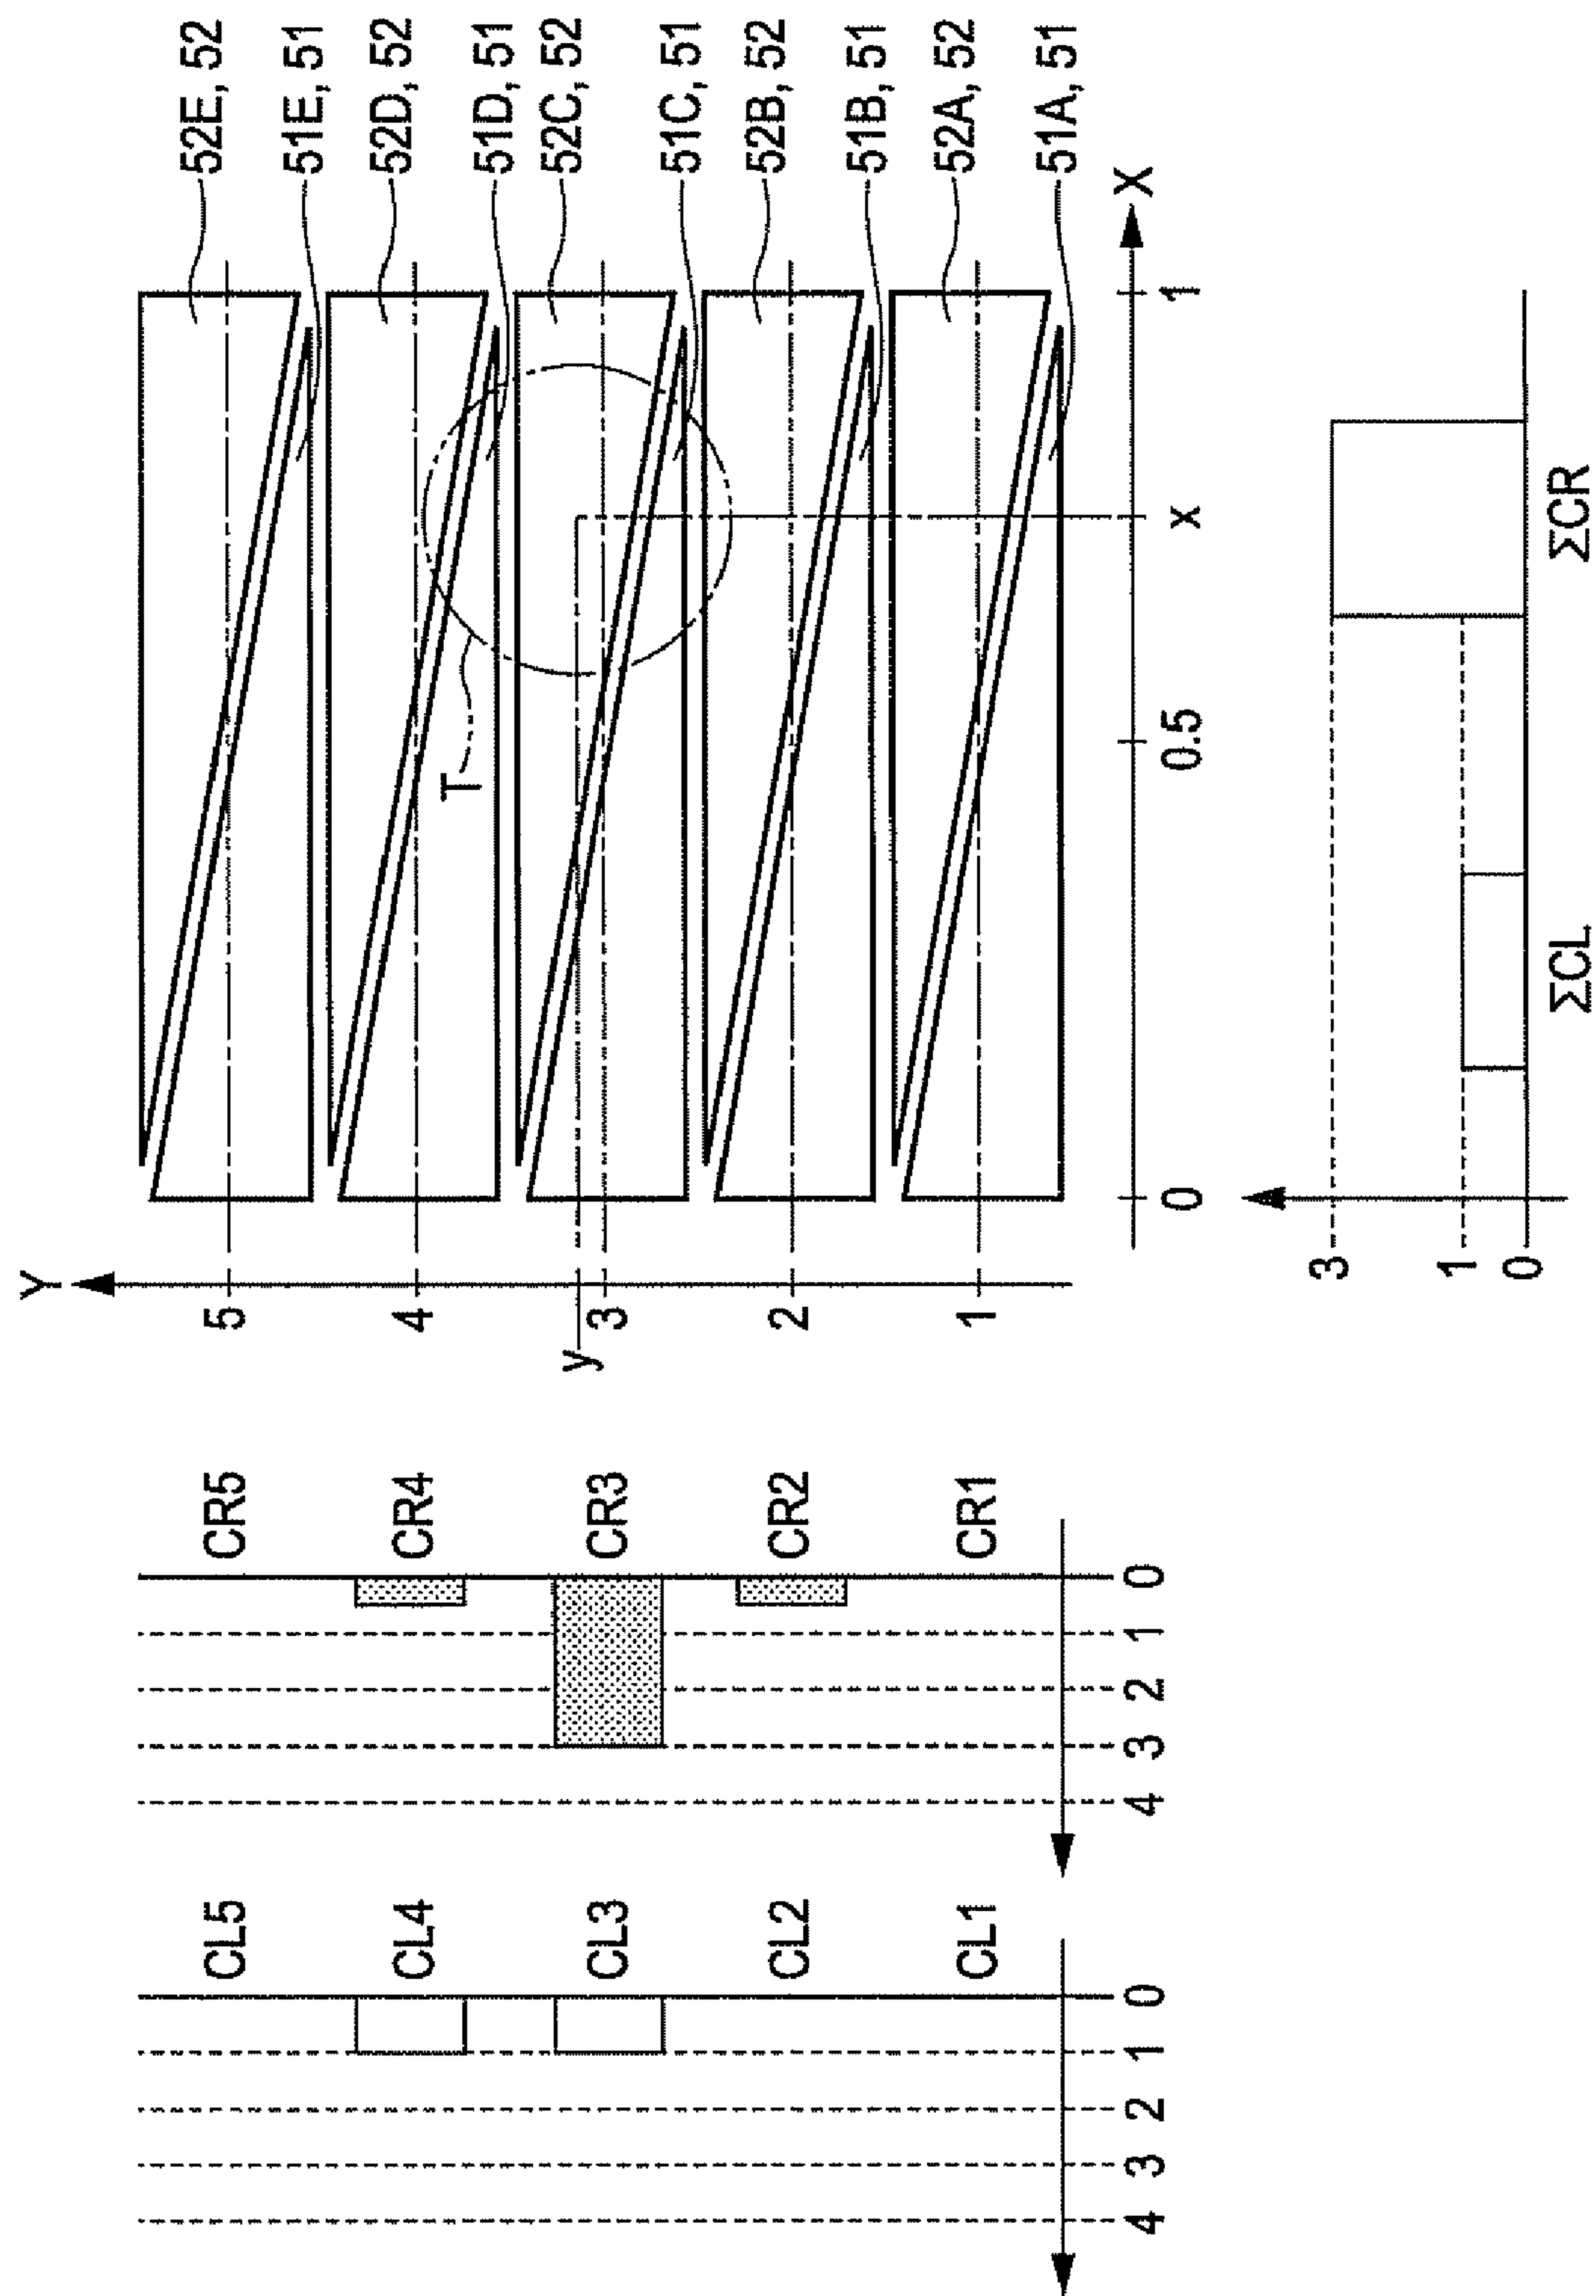 52E, 52
51E, 51
52D, 52
51D, 51
52C, 52
51C, 51
52B, 52
51B, 51
52A, 52
51A, 51
Y
5
4
y
3
2
1
T
0
0.5
x
1
X
CL5
CL4
CL3
CL2
CL1
4 3 2 1 0
CR5
CR4
CR3
CR2
CR1
4 3 2 1 0
3
1
0
ΣCL
ΣCR